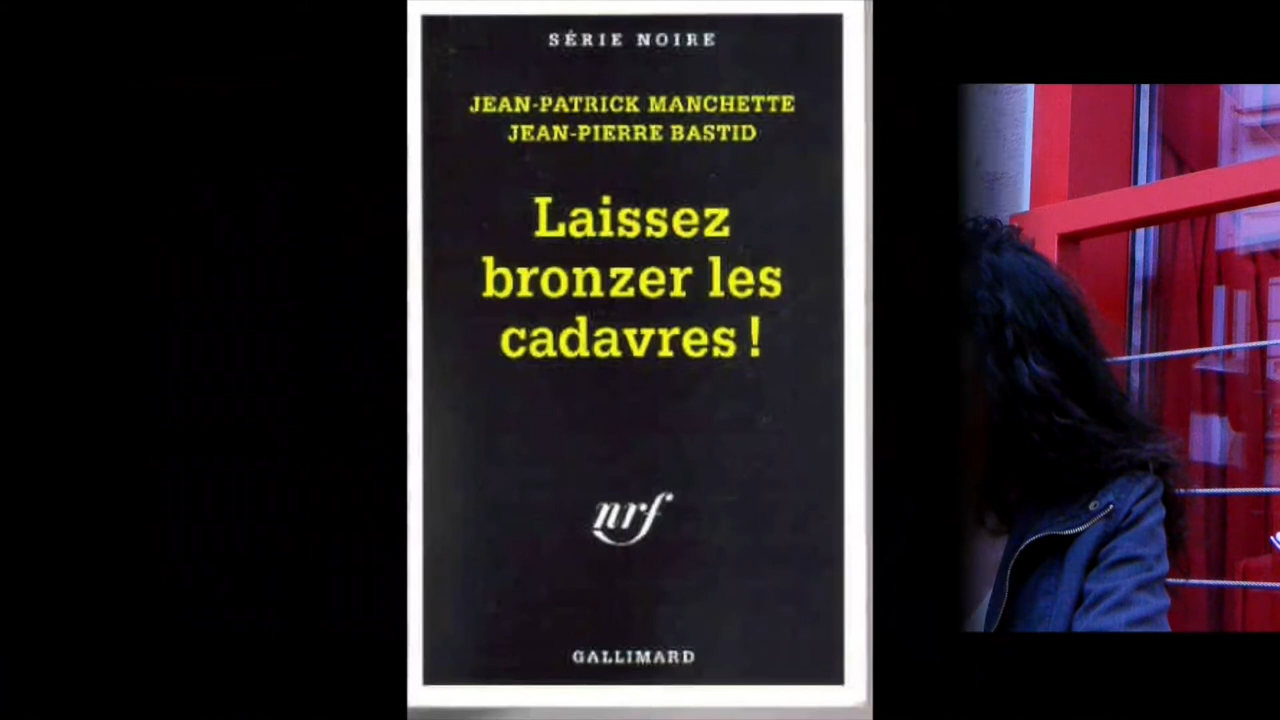 SÉRIE NOIRE
JEAN-PATRICK MANCHETTE
JEAN-PIERRE BASTID
Laissez
bronzer les
cadavres !
nrf
GALLIMARD